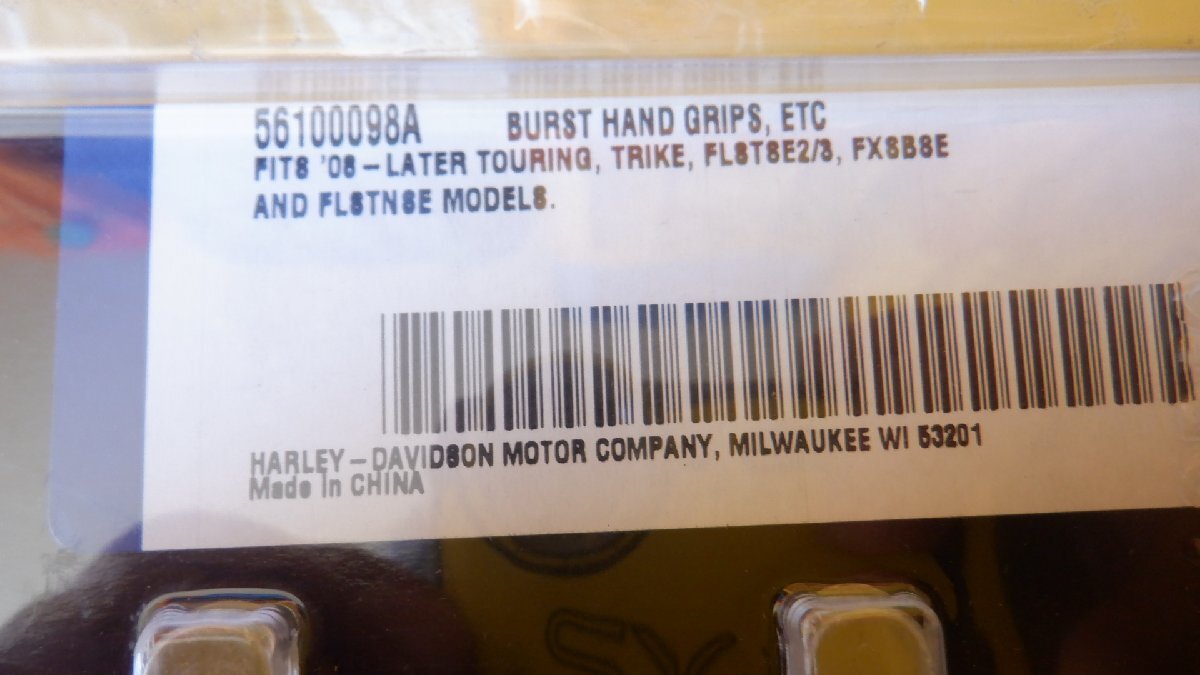 56100098A BURST HAND GRIPS, ETC
FITS '08-LATER TOURING, TRIKE, FLSTSE2/3, FXSBSE
AND FLSTNSE MODELS.
HARLEY-DAVIDSON MOTOR COMPANY, MILWAUKEE WI 53201
Made in CHINA